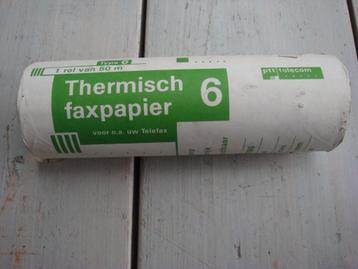 Type 6
1 rol van 50 m
ptt telecom
Thermisch
faxpapier
6
voor o.a. uw Telefax